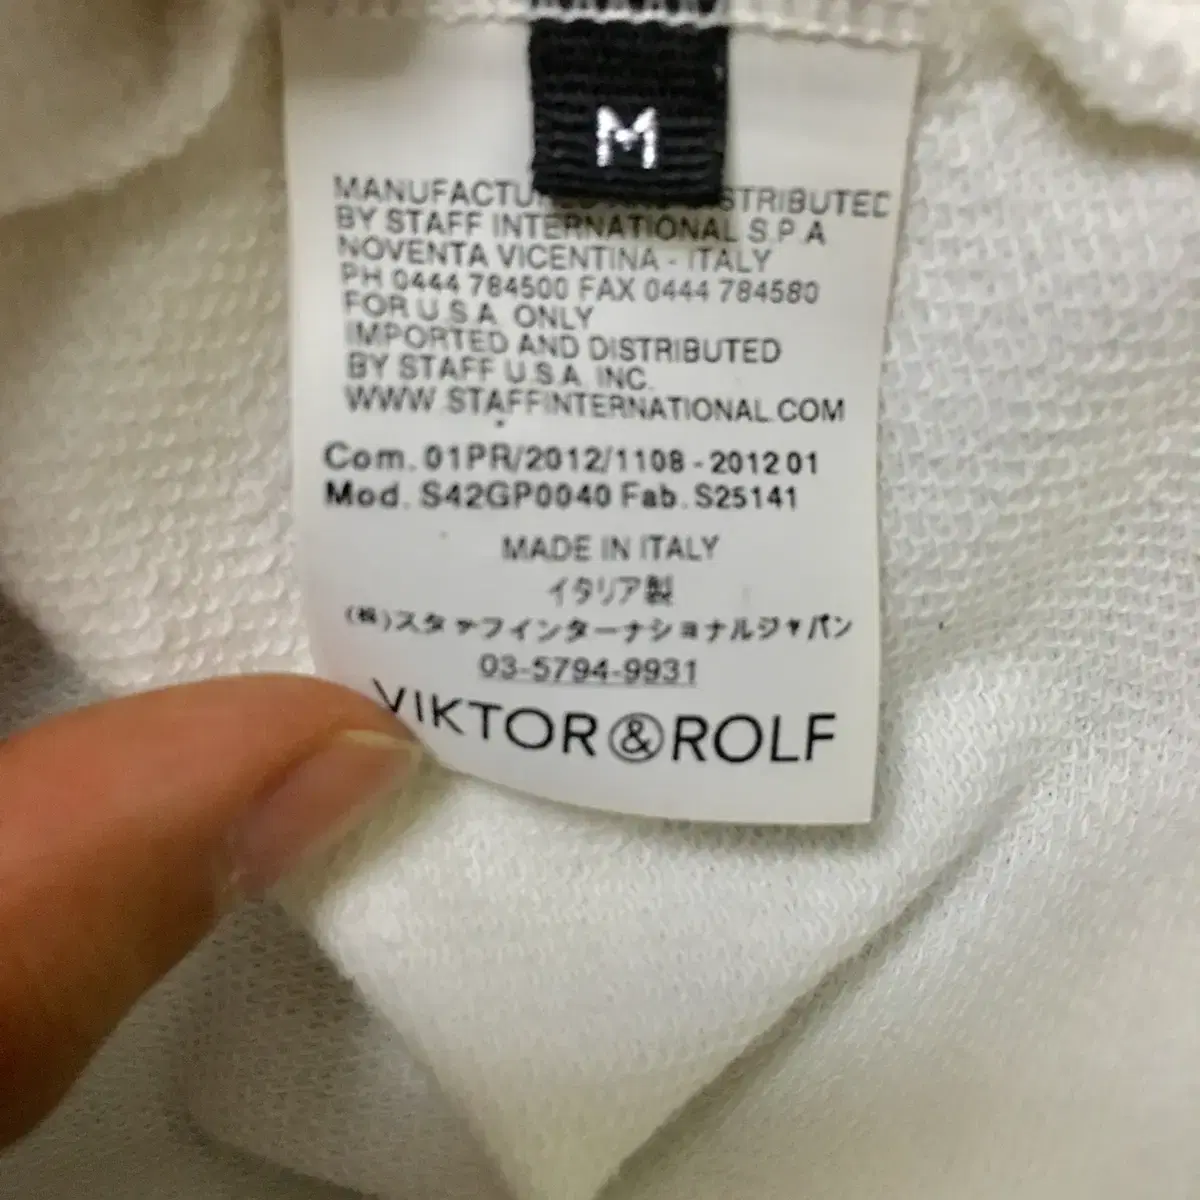 M
MANUFACTU STRIBUTED
BY STAFF INTERNATIONAL S.P.A
NOVENTA VICENTINA - ITALY
PH 0444 784500 FAX 0444 784580
FOR U.S.A. ONLY
IMPORTED AND DISTRIBUTED
BY STAFF U.S.A. INC.
WWW.STAFFINTERNATIONAL.COM
Com. 01PR/2012/1108 - 2012 01
Mod. S42GP0040 Fab. S25141
MADE IN ITALY
イタリア製
(株)スタッフインターナショナルジャパン
03-5794-9931
VIKTOR&ROLF